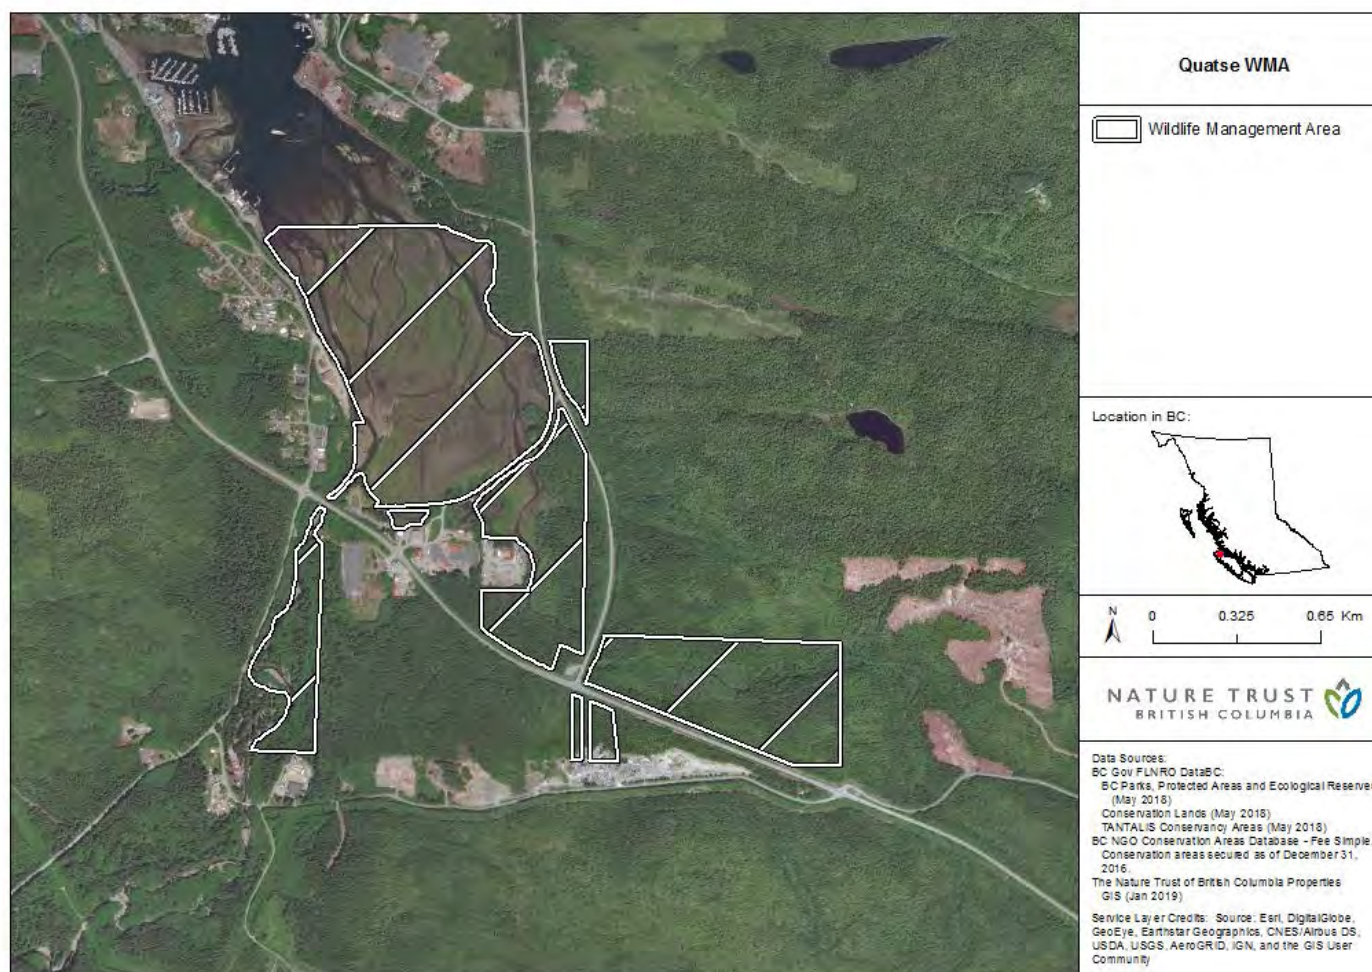 Quatse WMA
Wildlife Management Area
Location in BC:
N
0 0.325 0.65 Km
NATURE TRUST
BRITISH COLUMBIA
Data Sources:
BC Gov FLNRO DataBC:
BC Parks, Protected Areas and Ecological Reserves
(May 2018)
Conservation Lands (May 2018)
TANTALIS Conservancy Areas (May 2018)
BC NGO Conservation Areas Database - Fee Simple.
Conservation areas secured as of December 31,
2016.
The Nature Trust of British Columbia Properties
GIS (Jan 2019)
Service Layer Credits: Source: Esri, DigitalGlobe,
GeoEye, Earthstar Geographics, CNES/Airbus DS,
USDA, USGS, AeroGRID, IGN, and the GIS User
Community